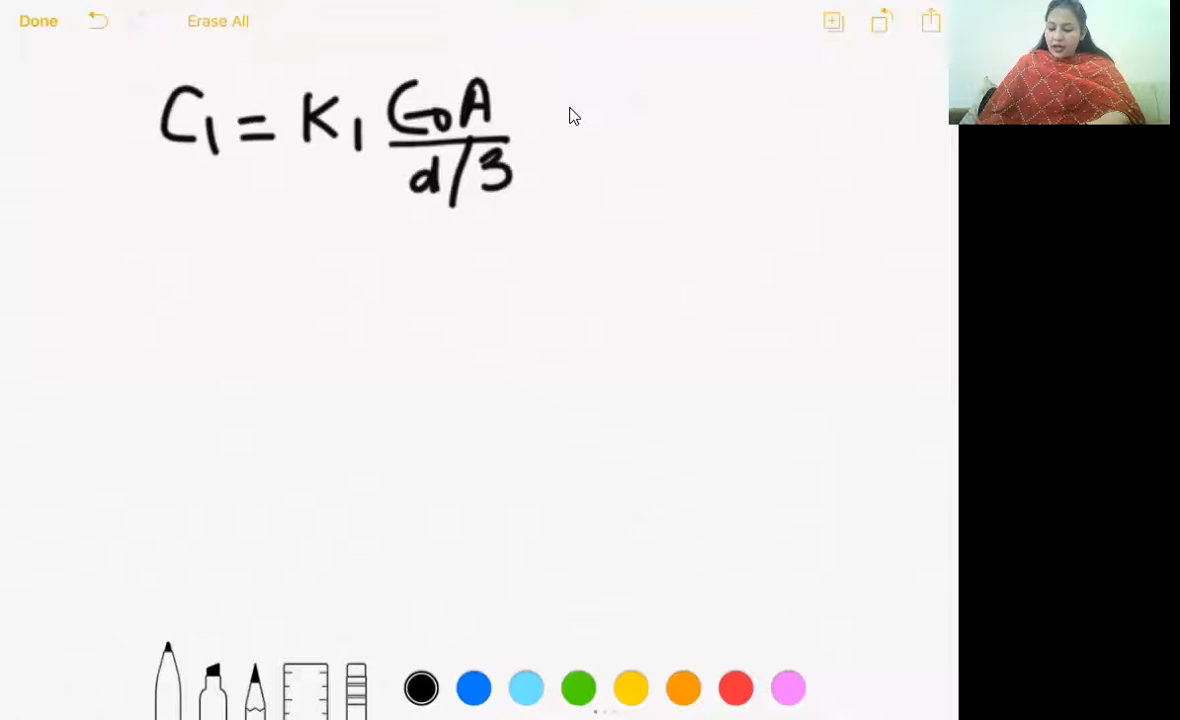 Done Erase All
C₁ = K₁ ϵ₀A
d/3